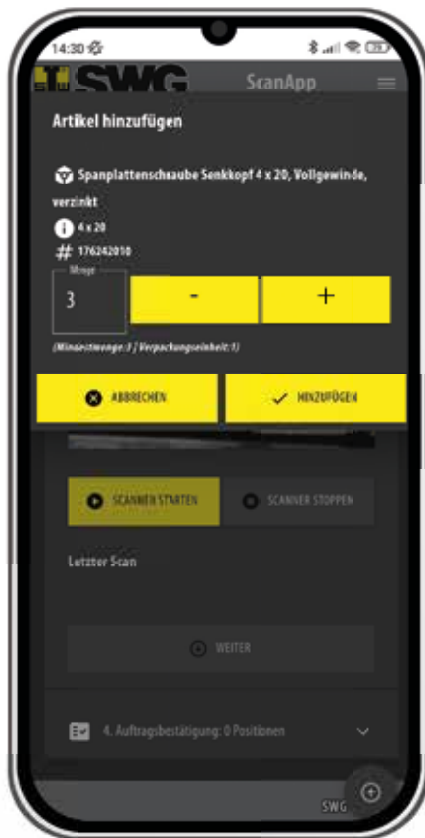 14:30
SWG
ScanApp
Artikel hinzufügen
Spanplattenschraube Senkkopf 4 x 20, Vollgewinde,
verzinkt
4 x 20
# 176242010
Menge
3
- +
(Mindestmenge:3 | Verpackungseinheit:1)
ABBRECHEN HINZUFÜGEN
SCANNER STARTEN SCANNER STOPPEN
Letzter Scan
WEITER
4. Auftragsbestätigung: 0 Positionen
SWG